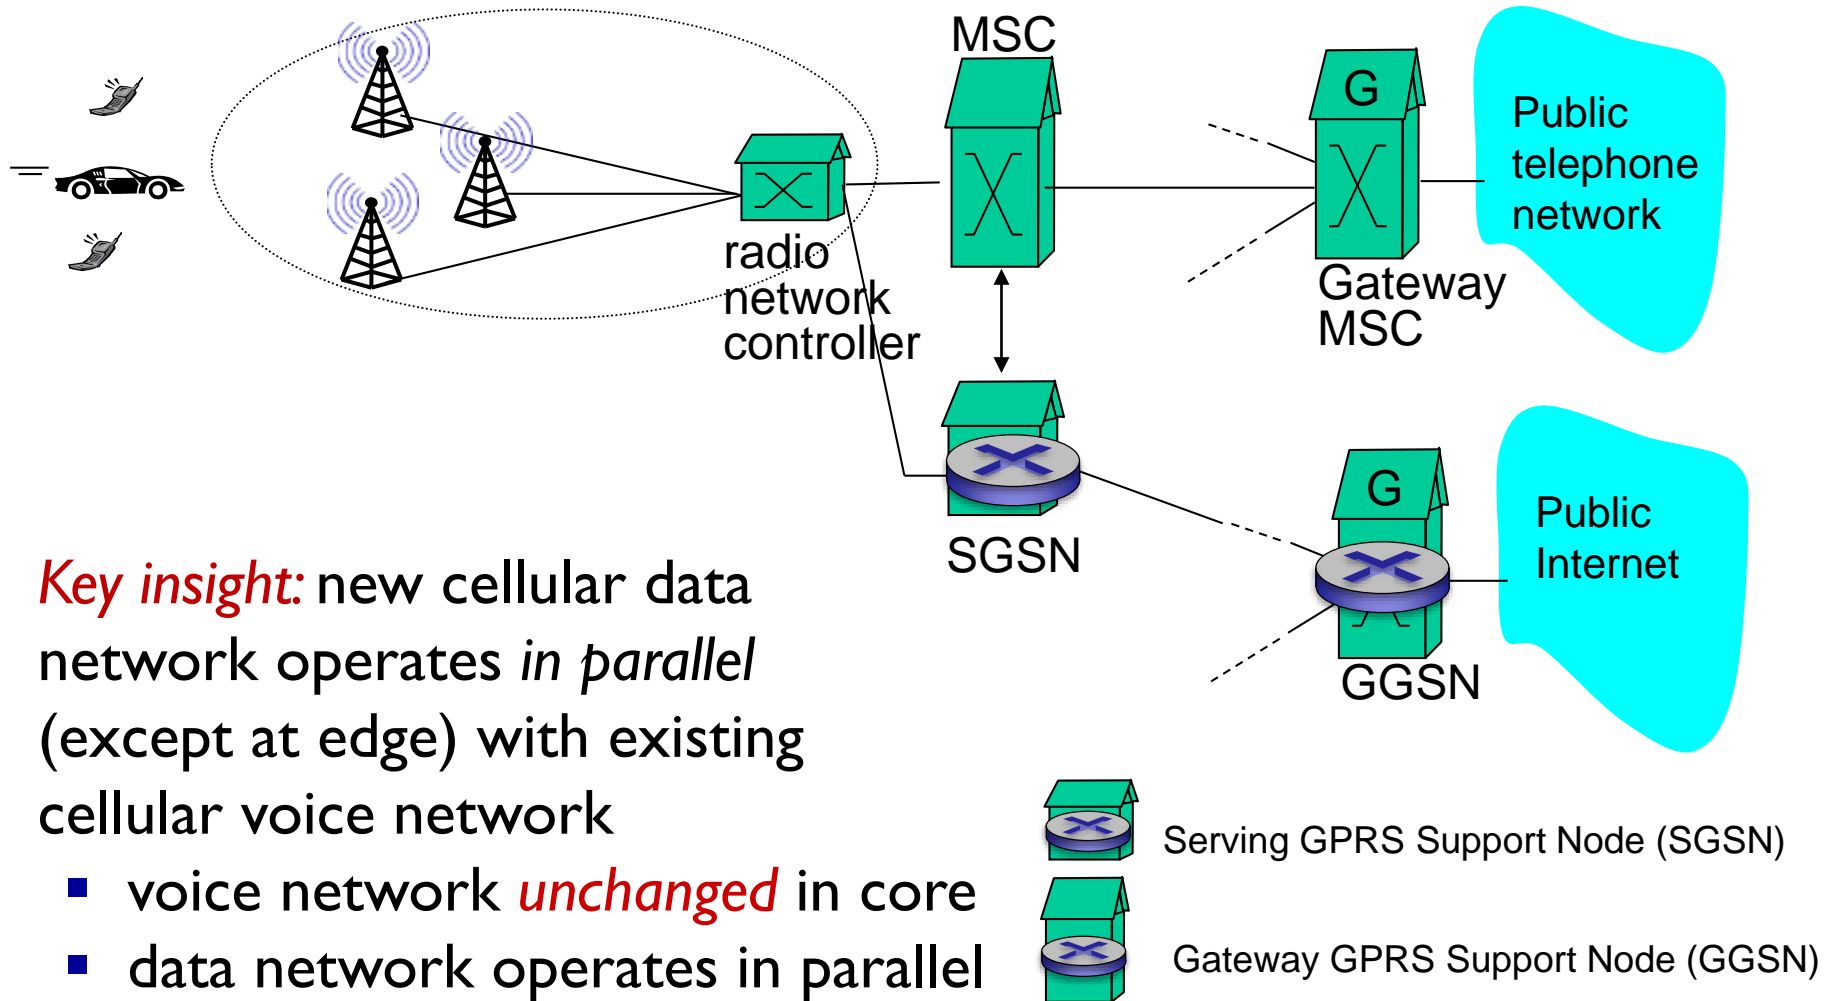 MSC
G
Public
telephone
network
radio
network
controller
Gateway
MSC
SGSN
G
Public
Internet
GGSN
Key insight: new cellular data
network operates in parallel
(except at edge) with existing
cellular voice network
▪ voice network unchanged in core
▪ data network operates in parallel
Serving GPRS Support Node (SGSN)
Gateway GPRS Support Node (GGSN)